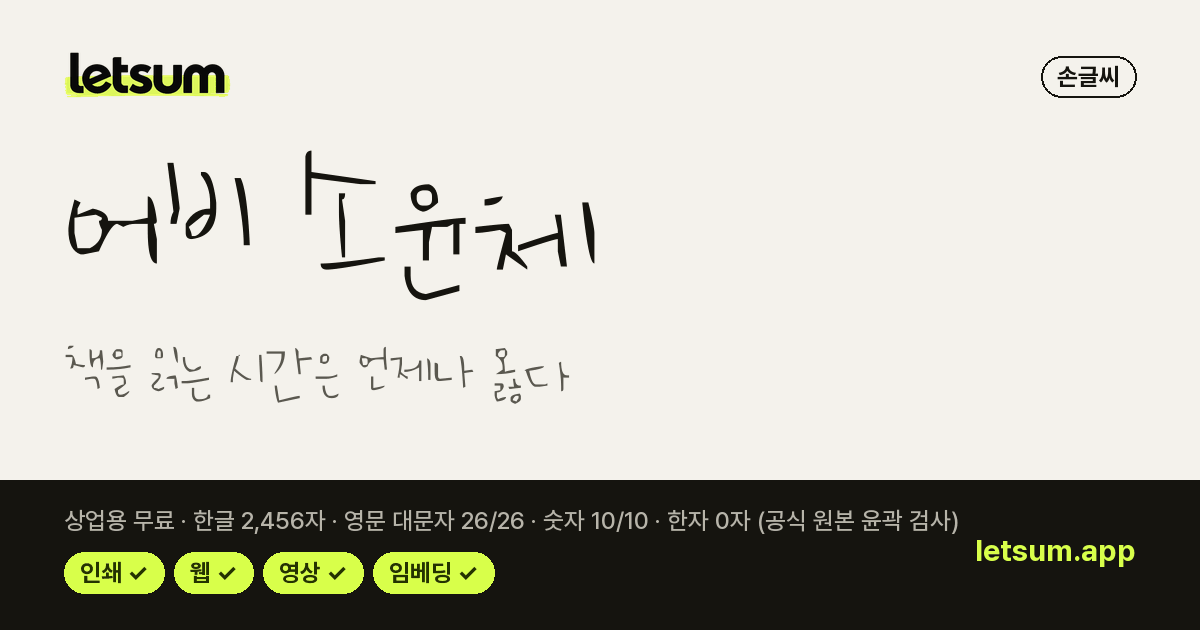 letsum
손글씨
어비 소윤체
책을 읽는 시간은 언제나 옳다
상업용 무료 · 한글 2,456자 · 영문 대문자 26/26 · 숫자 10/10 · 한자 0자 (공식 원본 윤곽 검사)
letsum.app
인쇄 ✓ 웹 ✓ 영상 ✓ 임베딩 ✓